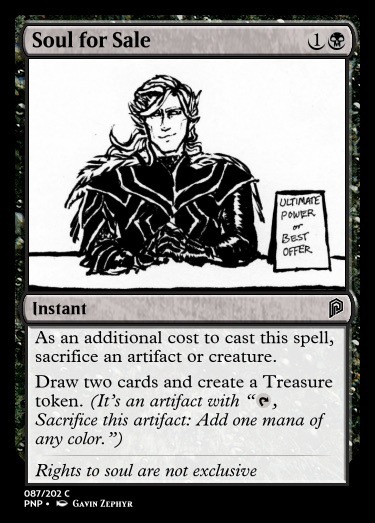 Soul for Sale 1
ULTIMATE
POWER
or
BEST
OFFER
Instant
As an additional cost to cast this spell,
sacrifice an artifact or creature.
Draw two cards and create a Treasure
token. (It's an artifact with “,
Sacrifice this artifact: Add one mana of
any color.”)
Rights to soul are not exclusive
087/202 C
PNP • Gavin Zephyr